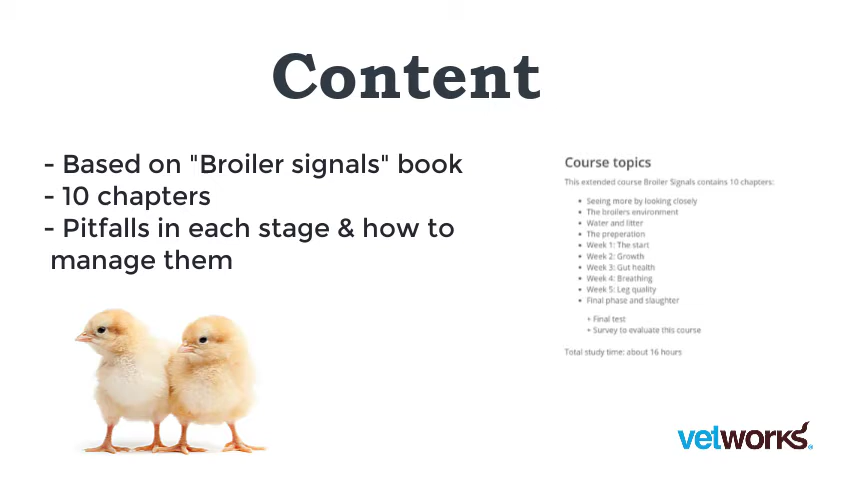 Content
- Based on "Broiler signals" book
- 10 chapters
- Pitfalls in each stage & how to
manage them
Course topics
This extended course Broiler Signals contains 10 chapters:
• Seeing more by looking closely
• The broilers environment
• Water and litter
• The preperation
• Week 1: The start
• Week 2: Growth
• Week 3: Gut health
• Week 4: Breathing
• Week 5: Leg quality
• Final phase and slaughter
+ Final test
+ Survey to evaluate this course
Total study time: about 16 hours
vetworks®